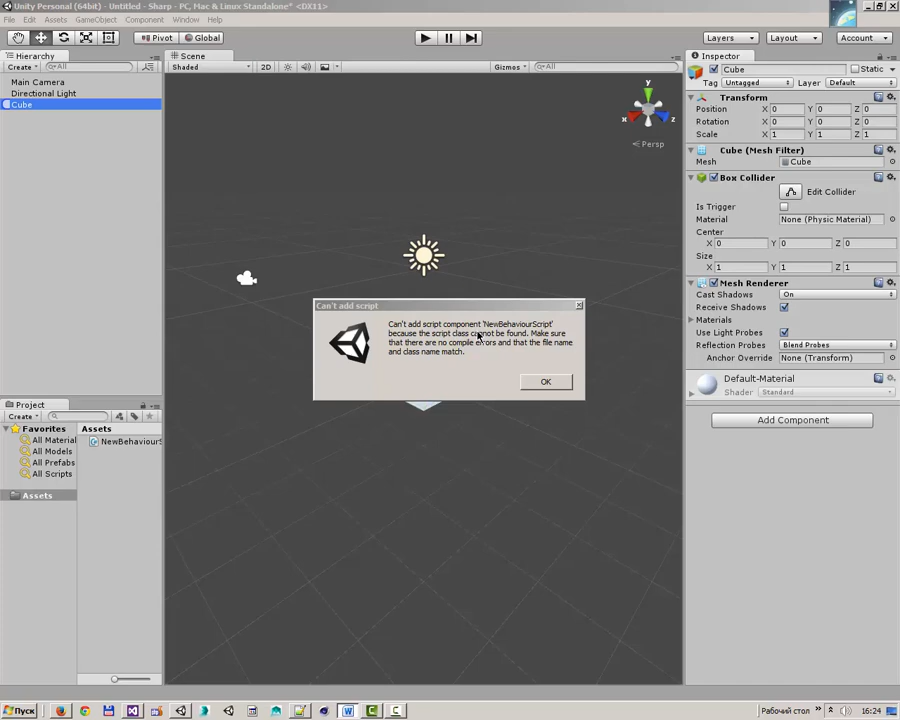 Unity Personal (64bit) - Untitled - Sharp - PC, Mac & Linux Standalone* <DX11>
File Edit Assets GameObject Component Window Help
Pivot Global Layers Layout Account
Hierarchy
Create All
Main Camera
Directional Light
Cube
Scene
Shaded 2D Gizmos All
y
x z
Persp
Can't add script
Can't add script component 'NewBehaviourScript'
because the script class cannot be found. Make sure
that there are no compile errors and that the file name
and class name match.
OK
Project
Create
Favorites
All Material
All Models
All Prefabs
All Scripts
Assets
Assets
NewBehaviourS
Inspector
Cube Static
Tag Untagged Layer Default
Transform
Position X 0 Y 0 Z 0
Rotation X 0 Y 0 Z 0
Scale X 1 Y 1 Z 1
Cube (Mesh Filter)
Mesh Cube
Box Collider
Edit Collider
Is Trigger
Material None (Physic Material)
Center
X 0 Y 0 Z 0
Size
X 1 Y 1 Z 1
Mesh Renderer
Cast Shadows On
Receive Shadows
Materials
Use Light Probes
Reflection Probes Blend Probes
Anchor Override None (Transform)
Default-Material
Shader Standard
Add Component
Пуск Рабочий стол 16:24